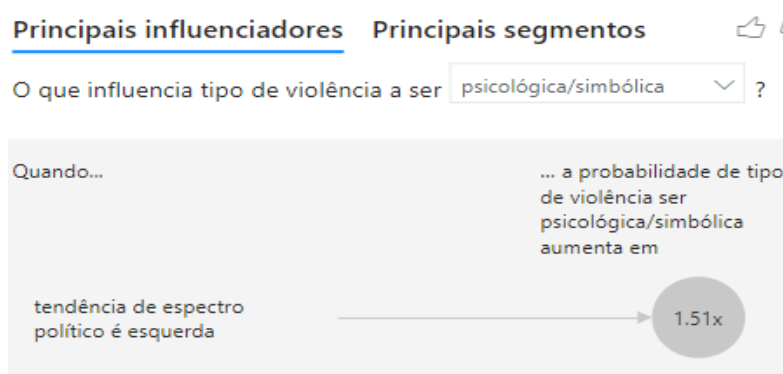 Principais influenciadores Principais segmentos
O que influencia tipo de violência a ser psicológica/simbólica ?
Quando...
... a probabilidade de tipo
de violência ser
psicológica/simbólica
aumenta em
tendência de espectro
político é esquerda
1.51x